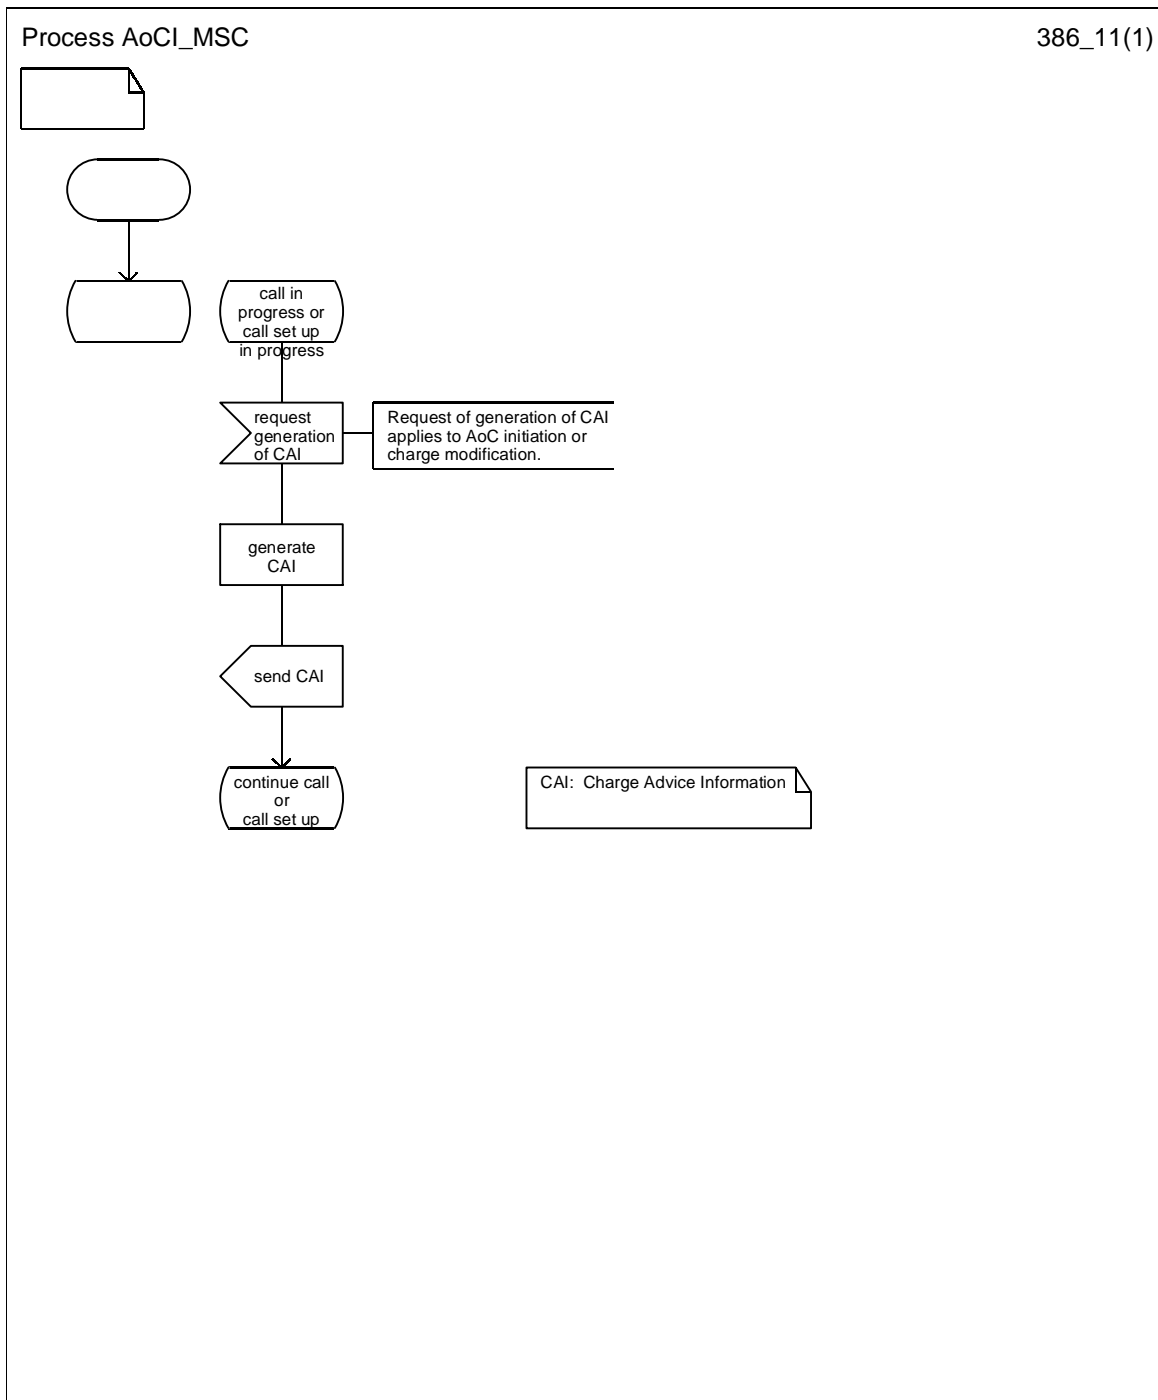 Process AoCI_MSC
386_11(1)
call in
progress or
call set up
in progress
request
generation
of CAI
Request of generation of CAI
applies to AoC initiation or
charge modification.
generate
CAI
send CAI
continue call
or
call set up
CAI:  Charge Advice Information